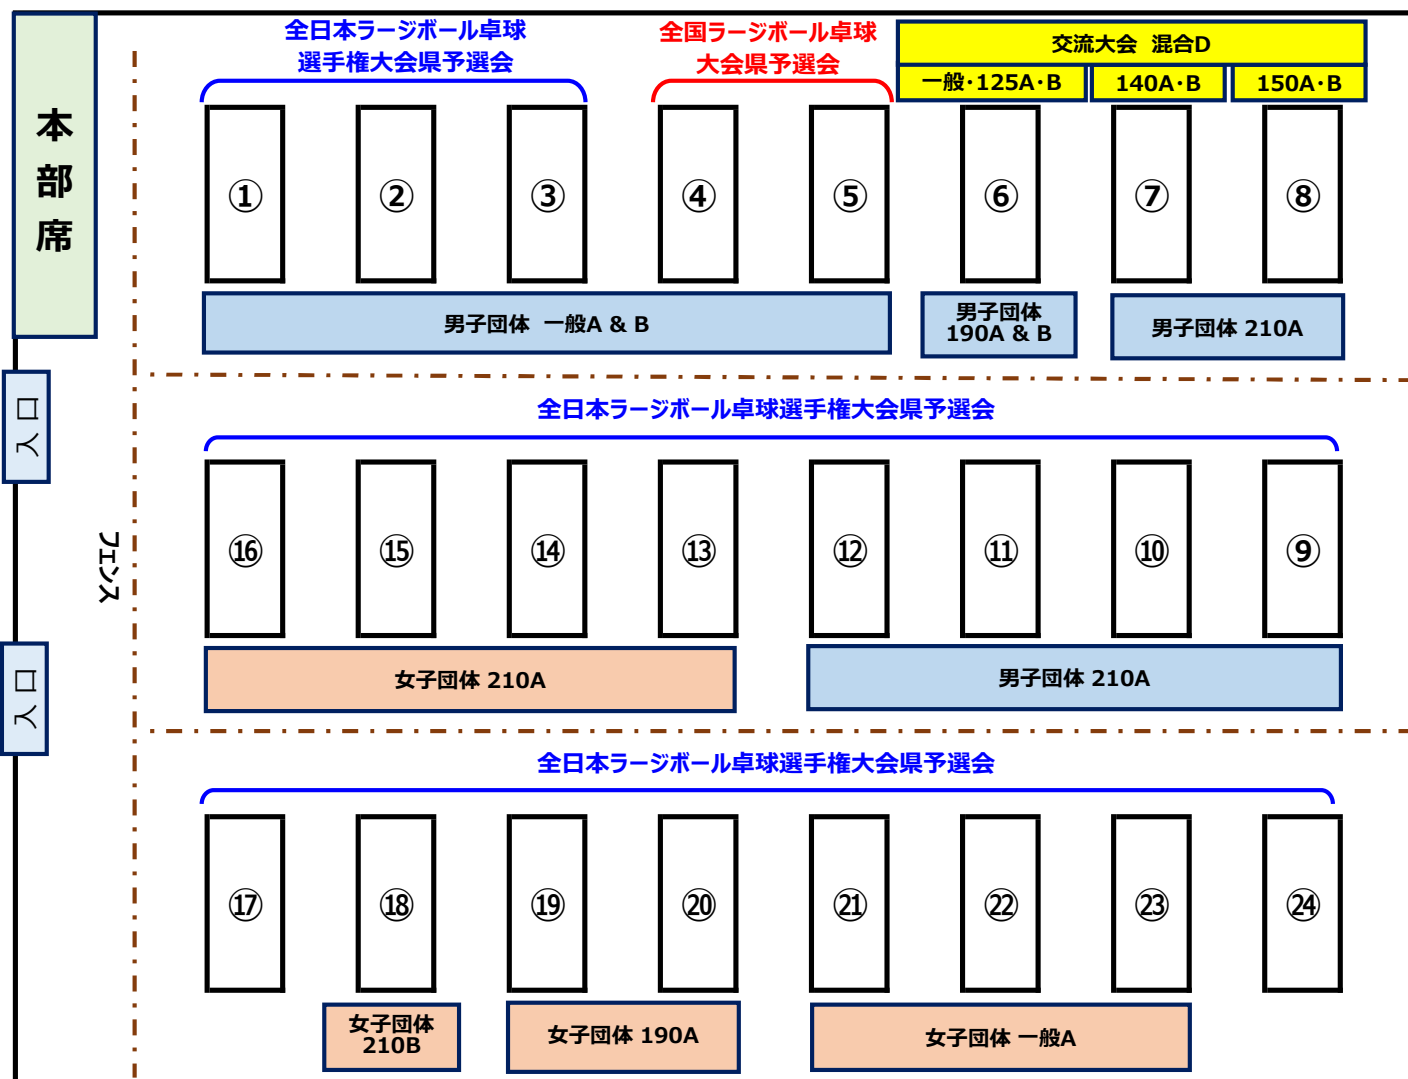 全日本ラージボール卓球
選手権大会県予選会
全国ラージボール卓球
大会県予選会
交流大会 混合D
一般・125A・B
140A・B
150A・B
本部席
①
②
③
④
⑤
⑥
⑦
⑧
男子団体 一般A & B
男子団体
190A & B
男子団体 210A
入口
全日本ラージボール卓球選手権大会県予選会
フェンス
⑯
⑮
⑭
⑬
⑫
⑪
⑩
⑨
女子団体 210A
男子団体 210A
入口
全日本ラージボール卓球選手権大会県予選会
⑰
⑱
⑲
⑳
㉑
㉒
㉓
㉔
女子団体
210B
女子団体 190A
女子団体 一般A